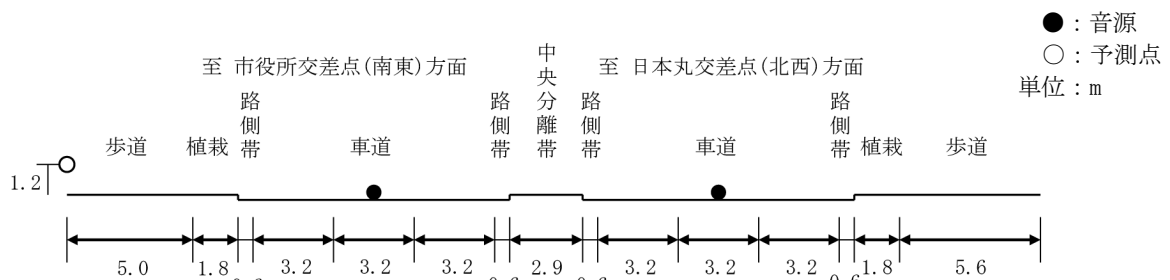 ●：音源
○：予測点
単位：m
至 市役所交差点(南東)方面
中央分離帯
至 日本丸交差点(北西)方面
路側帯
路側帯
路側帯
路側帯
歩道
植栽
車道
車道
植栽
歩道
1.2
5.0
1.8
3.2
3.2
3.2
2.9
3.2
3.2
3.2
1.8
5.6